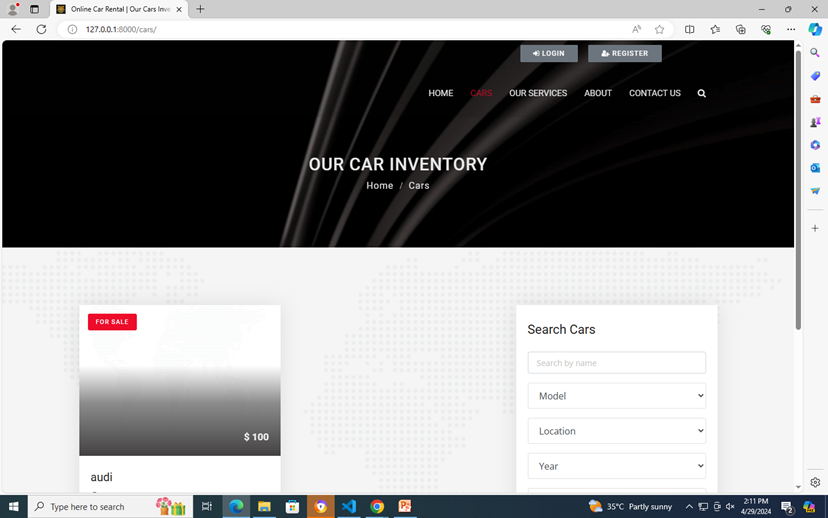 Online Car Rental | Our Cars Inve
127.0.0.1:8000/cars/
LOGIN
REGISTER
HOME
CARS
OUR SERVICES
ABOUT
CONTACT US
OUR CAR INVENTORY
Home / Cars
FOR SALE
$ 100
audi
Search Cars
Search by name
Model
Location
Year
Type here to search
35°C Partly sunny
2:11 PM
4/29/2024
2